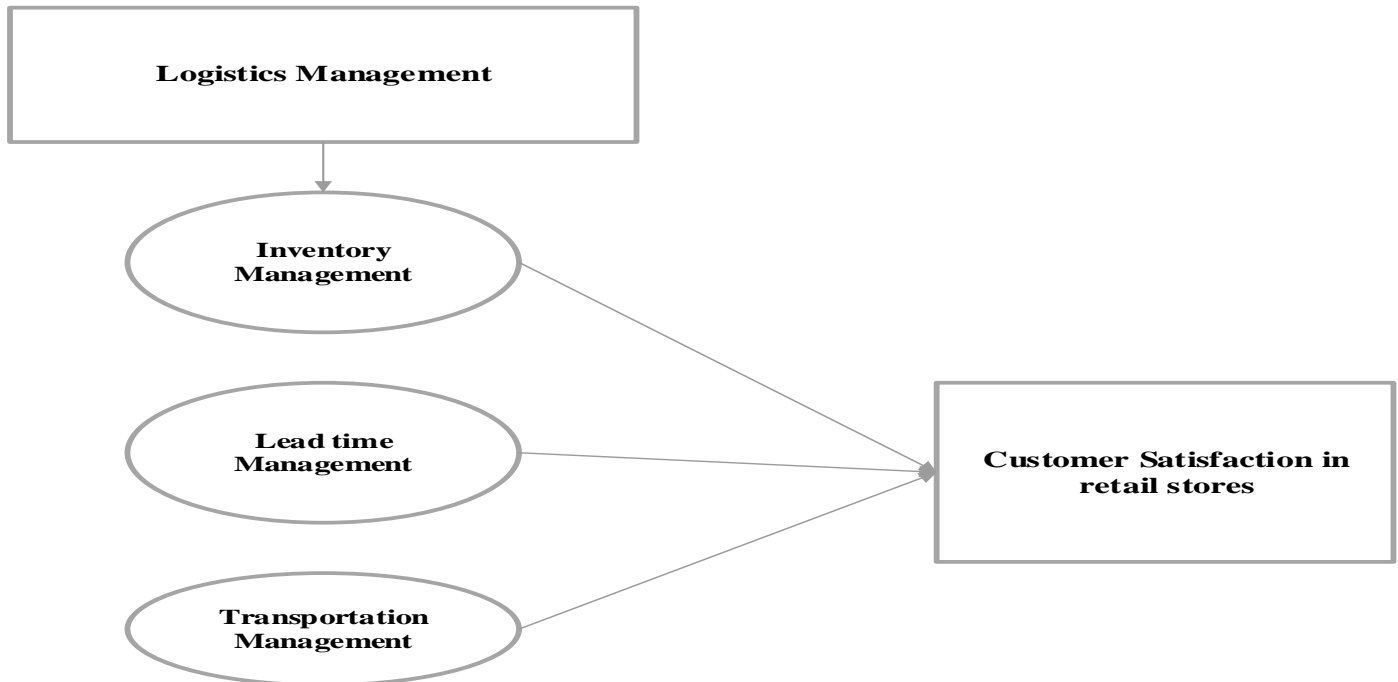 Logistics Management
Inventory
Management
Lead time
Management
Customer Satisfaction in
retail stores
Transportation
Management